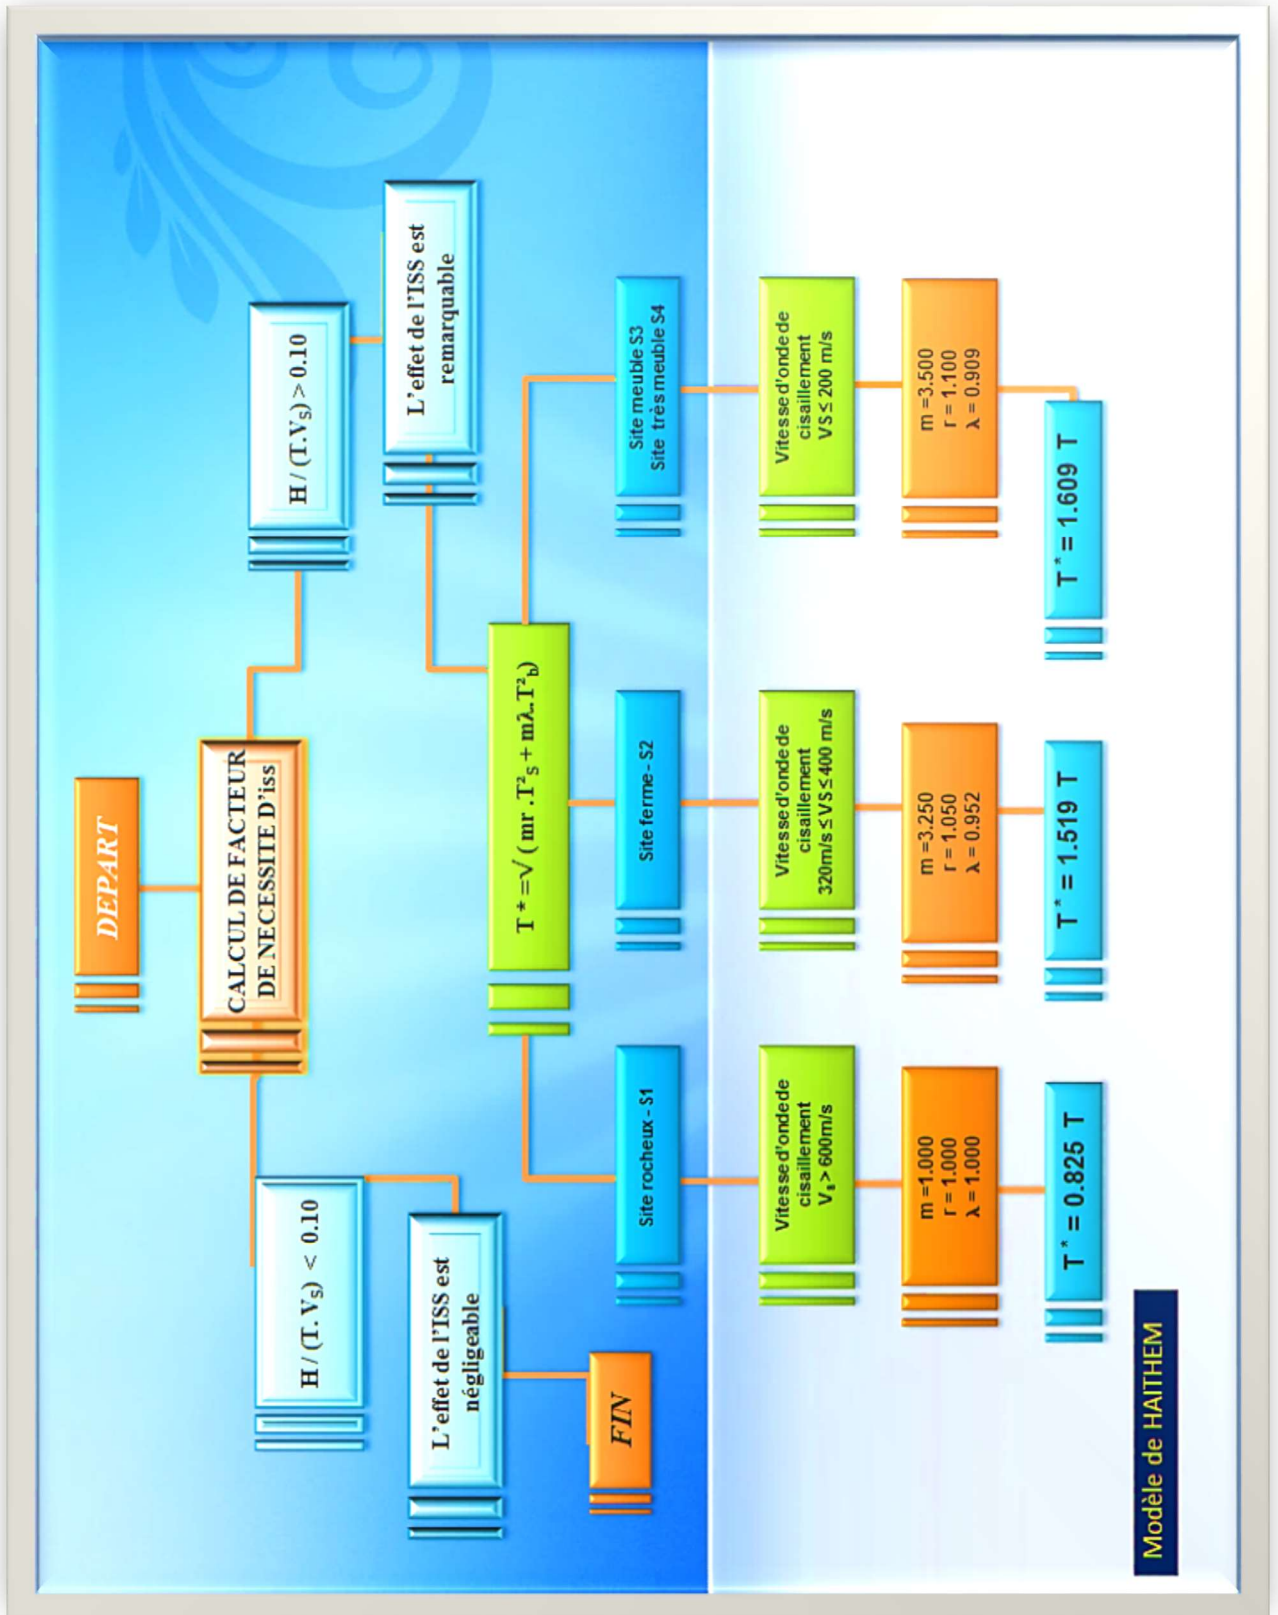 DEPART
CALCUL DE FACTEUR
DE NECESSITE D'iss
H / (T. VS) < 0.10
H / (T.VS) > 0.10
L'effet de l'ISS est
négligeable
L'effet de l'ISS est
remarquable
FIN
T * =√ ( mr .T²S + mλ.T²b)
Site rocheux - S1
Site ferme - S2
Site meuble S3
Site très meuble S4
Vitesse d'onde de
cisaillement
Vs > 600m/s
Vitesse d'onde de
cisaillement
320m/s ≤ VS ≤ 400 m/s
Vitesse d'onde de
cisaillement
VS ≤ 200 m/s
m =1.000
r = 1.000
λ = 1.000
m =3.250
r = 1.050
λ = 0.952
m =3.500
r = 1.100
λ = 0.909
T * = 0.825 T
T * = 1.519 T
T * = 1.609 T
Modèle de HAITHEM